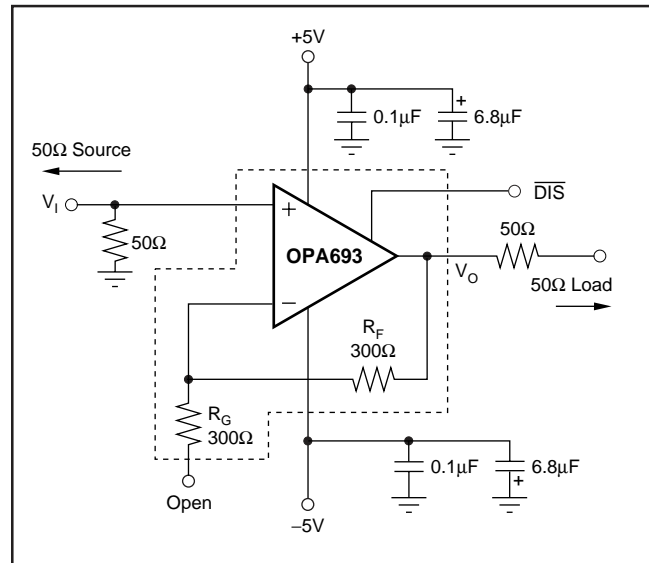 +5V
0.1μF
+
6.8μF
50Ω Source
V_I
50Ω
+
OPA693
−
DIS
V_O
50Ω
50Ω Load
R_F
300Ω
R_G
300Ω
Open
−5V
0.1μF
6.8μF
+